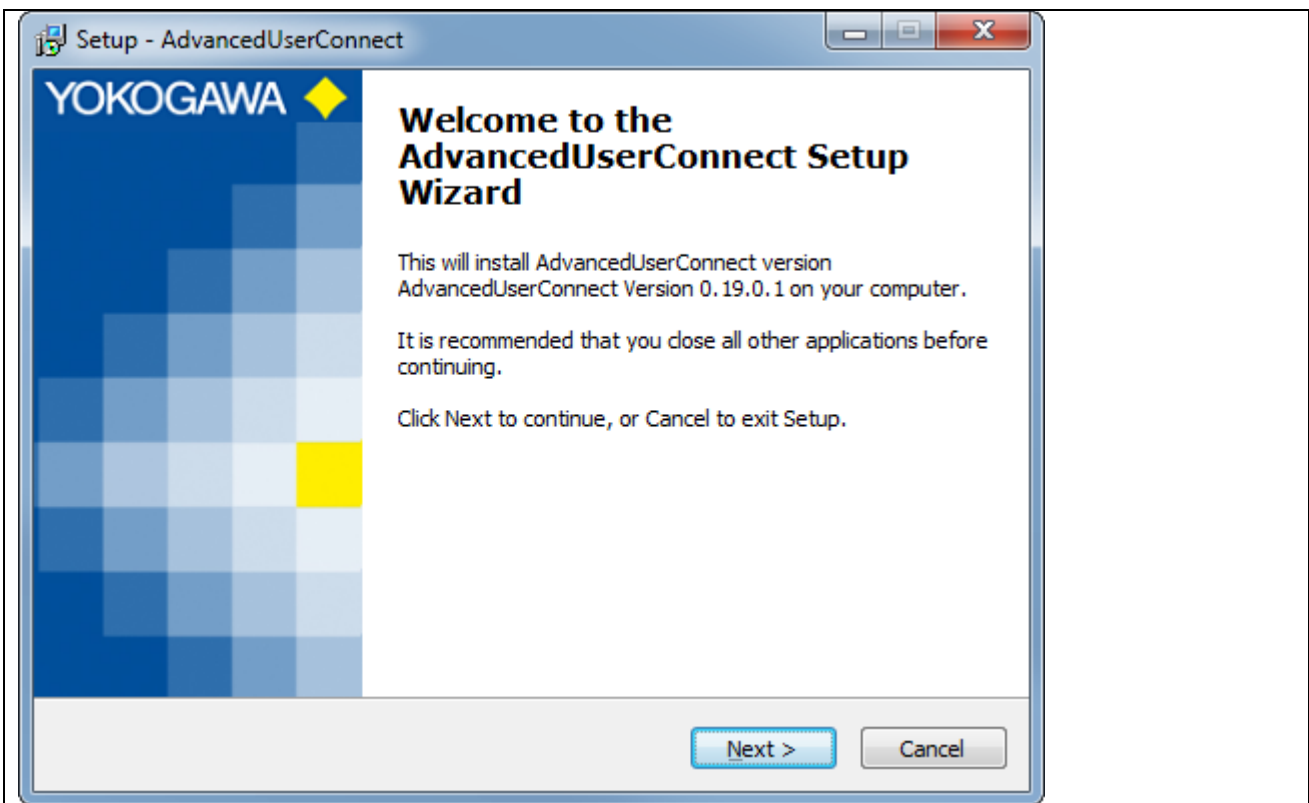 Setup - AdvancedUserConnect
YOKOGAWA
Welcome to the
AdvancedUserConnect Setup
Wizard
This will install AdvancedUserConnect version
AdvancedUserConnect Version 0.19.0.1 on your computer.
It is recommended that you close all other applications before
continuing.
Click Next to continue, or Cancel to exit Setup.
Next >
Cancel